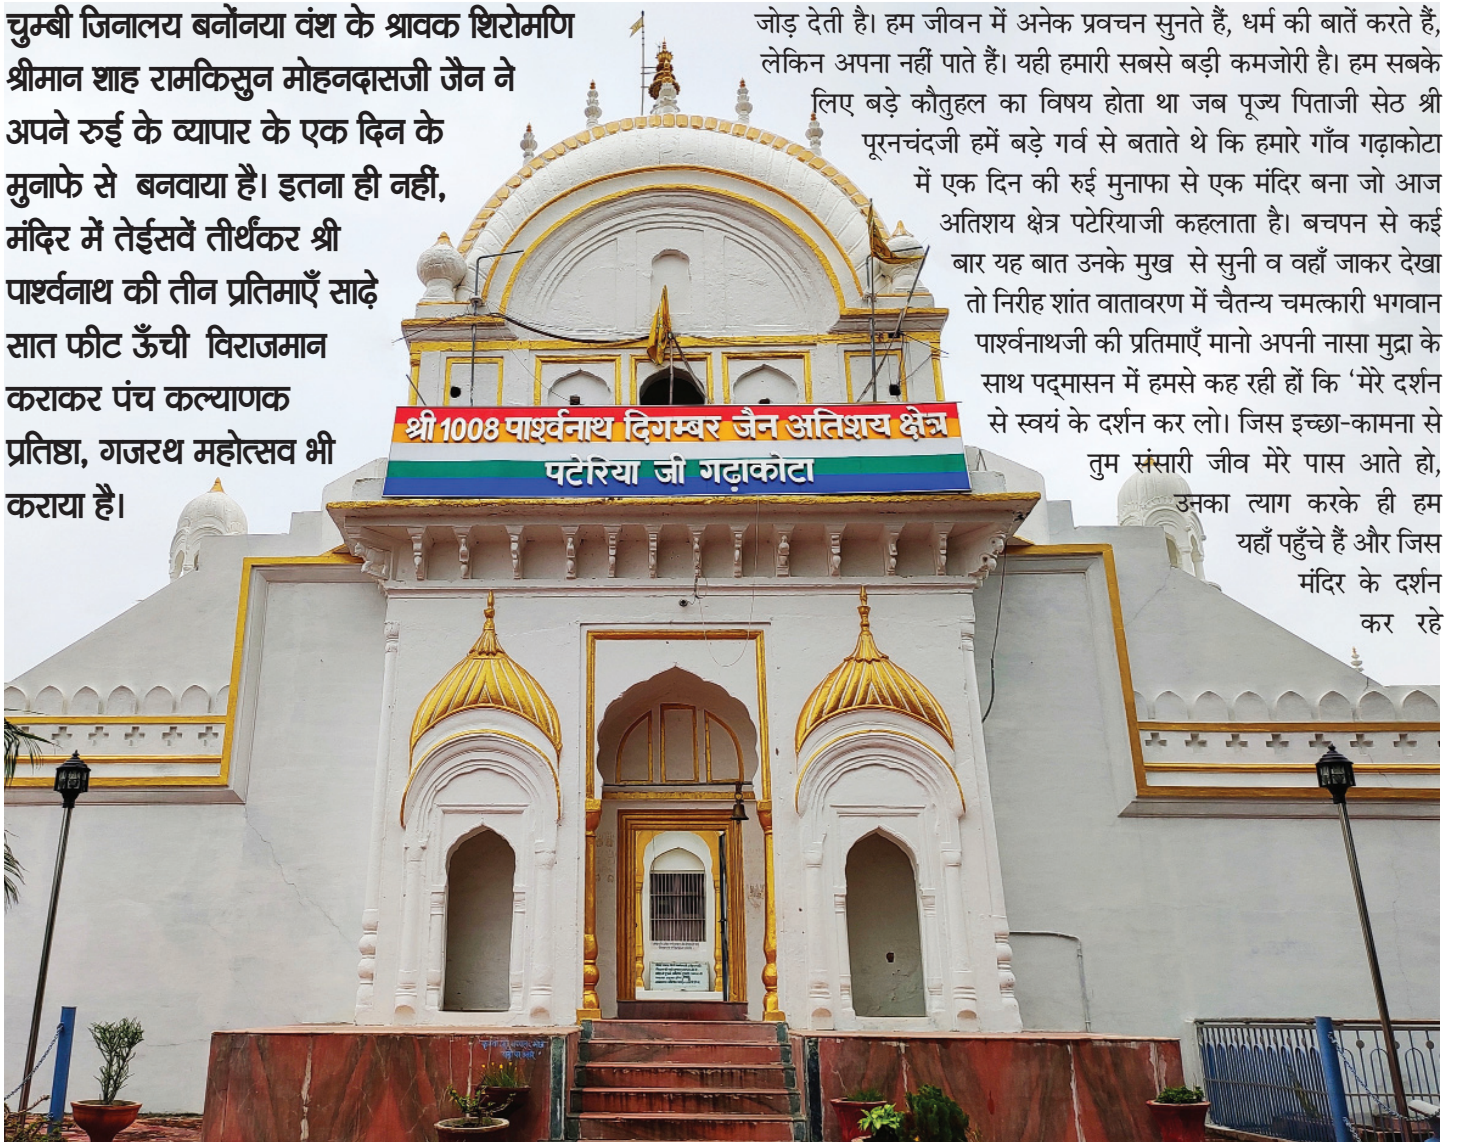 चुम्बी जिनालय बनोंनया वंश के श्रावक शिरोमणि
श्रीमान शाह रामकिसुन मोहनदासजी जैन ने
अपने रुई के व्यापार के एक दिन के
मुनाफे से बनवाया है। इतना ही नहीं,
मंदिर में तेईसवें तीर्थंकर श्री
पार्श्वनाथ की तीन प्रतिमाएँ साढ़े
सात फीट ऊँची विराजमान
कराकर पंच कल्याणक
प्रतिष्ठा, गजरथ महोत्सव भी
कराया है।
जोड़ देती है। हम जीवन में अनेक प्रवचन सुनते हैं, धर्म की बातें करते हैं,
लेकिन अपना नहीं पाते हैं। यही हमारी सबसे बड़ी कमजोरी है। हम सबके
लिए बड़े कौतुहल का विषय होता था जब पूज्य पिताजी सेठ श्री
पूरनचंदजी हमें बड़े गर्व से बताते थे कि हमारे गाँव गढ़ाकोटा
में एक दिन की रुई मुनाफा से एक मंदिर बना जो आज
अतिशय क्षेत्र पटेरियाजी कहलाता है। बचपन से कई
बार यह बात उनके मुख से सुनी व वहाँ जाकर देखा
तो निरीह शांत वातावरण में चैतन्य चमत्कारी भगवान
पार्श्वनाथजी की प्रतिमाएँ मानो अपनी नासा मुद्रा के
साथ पद्मासन में हमसे कह रही हों कि ‘मेरे दर्शन
से स्वयं के दर्शन कर लो। जिस इच्छा-कामना से
तुम संसारी जीव मेरे पास आते हो,
उनका त्याग करके ही हम
यहाँ पहुँचे हैं और जिस
मंदिर के दर्शन
कर रहे
श्री 1008 पार्श्वनाथ दिगम्बर जैन अतिशय क्षेत्र
पटेरिया जी गढ़ाकोटा